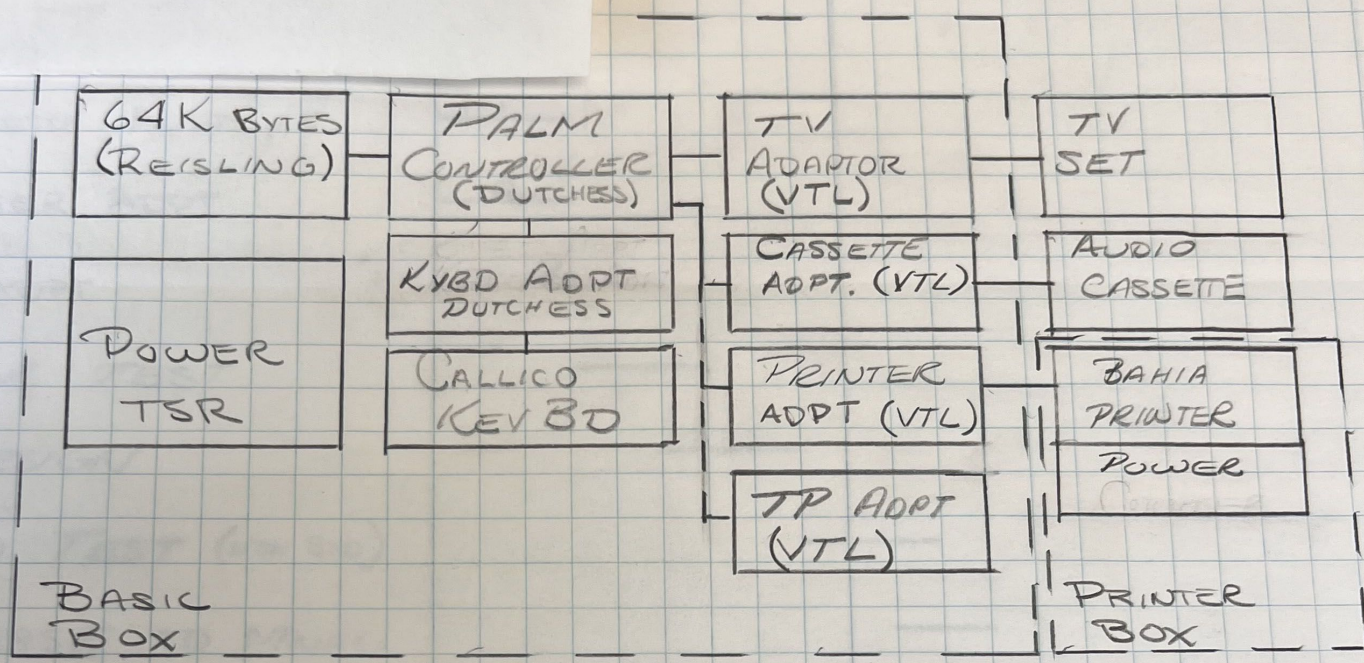 64K BYTES
(REISLING)
PALM
CONTROLLER
(DUTCHESS)
TV
ADAPTOR
(VTL)
TV
SET
POWER
TSR
KYBD ADPT
DUTCHESS
CASSETTE
ADPT. (VTL)
AUDIO
CASSETTE
CALLICO
KEY BD
PRINTER
ADPT (VTL)
BAHIA
PRINTER
POWER
TP ADPT
(VTL)
BASIC
BOX
PRINTER
BOX